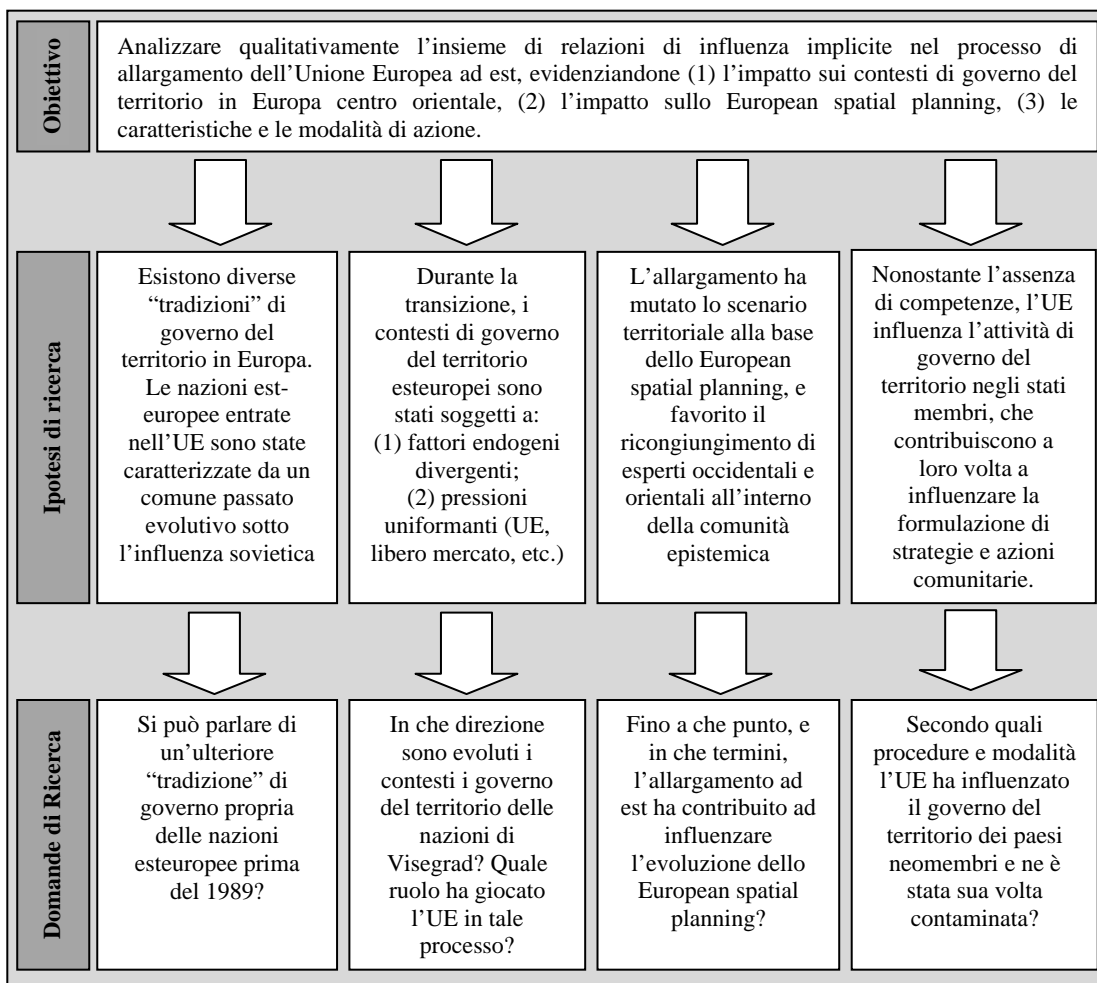 Obiettivo
Analizzare qualitativamente l’insieme di relazioni di influenza implicite nel processo di
allargamento dell’Unione Europea ad est, evidenziandone (1) l’impatto sui contesti di governo del
territorio in Europa centro orientale, (2) l’impatto sullo European spatial planning, (3) le
caratteristiche e le modalità di azione.
Ipotesi di ricerca
Esistono diverse
“tradizioni” di
governo del
territorio in Europa.
Le nazioni est-
europee entrate
nell’UE sono state
caratterizzate da un
comune passato
evolutivo sotto
l’influenza sovietica
Durante la
transizione, i
contesti di governo
del territorio
esteuropei sono
stati soggetti a:
(1) fattori endogeni
divergenti;
(2) pressioni
uniformanti (UE,
libero mercato, etc.)
L’allargamento ha
mutato lo scenario
territoriale alla base
dello European
spatial planning, e
favorito il
ricongiungimento di
esperti occidentali e
orientali all’interno
della comunità
epistemica
Nonostante l’assenza
di competenze, l’UE
influenza l’attività di
governo del
territorio negli stati
membri, che
contribuiscono a
loro volta a
influenzare la
formulazione di
strategie e azioni
comunitarie.
Domande di Ricerca
Si può parlare di
un’ulteriore
“tradizione” di
governo propria
delle nazioni
esteuropee prima
del 1989?
In che direzione
sono evoluti i
contesti i governo
del territorio delle
nazioni di
Visegrad? Quale
ruolo ha giocato
l’UE in tale
processo?
Fino a che punto, e
in che termini,
l’allargamento ad
est ha contribuito ad
influenzare
l’evoluzione dello
European spatial
planning?
Secondo quali
procedure e modalità
l’UE ha influenzato
il governo del
territorio dei paesi
neomembri e ne è
stata sua volta
contaminata?